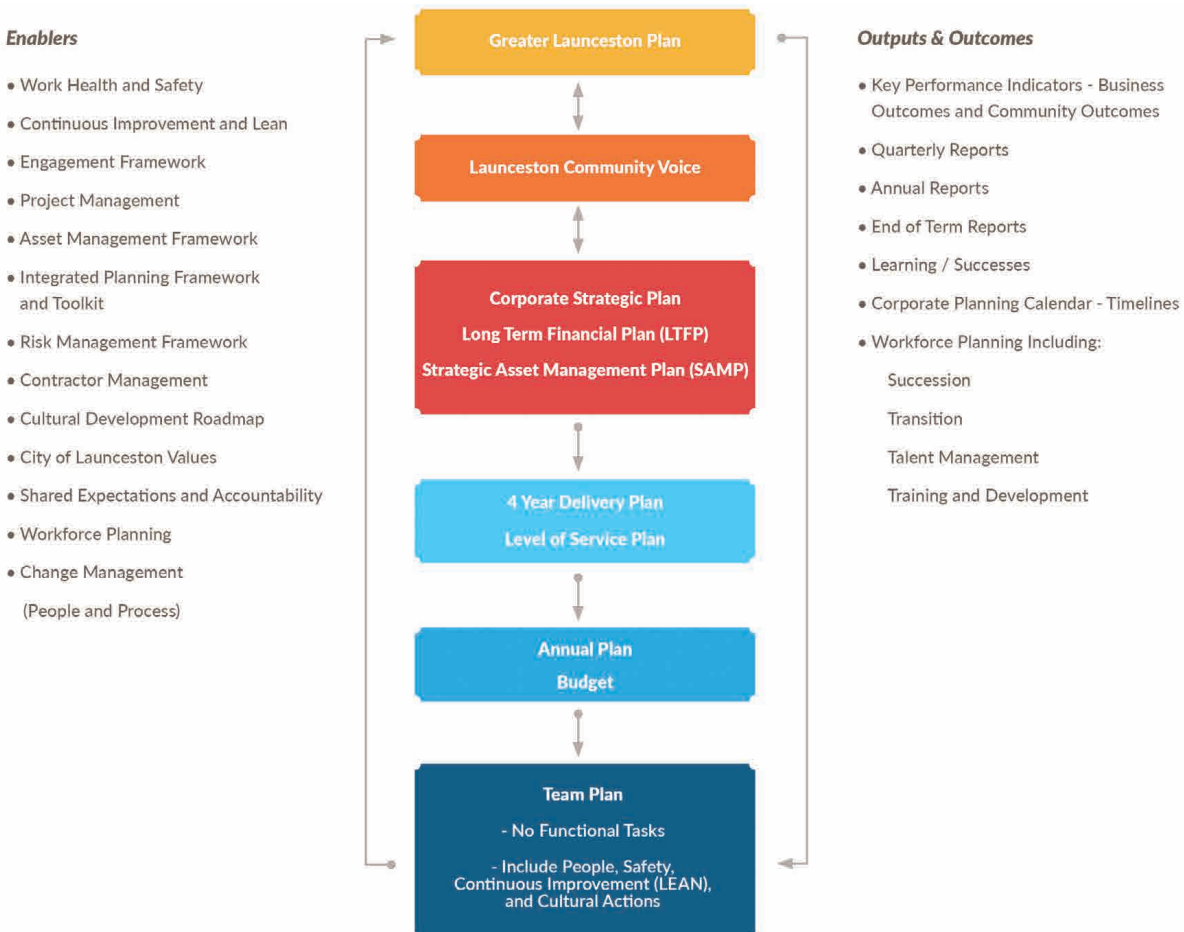 Enablers
• Work Health and Safety
• Continuous Improvement and Lean
• Engagement Framework
• Project Management
• Asset Management Framework
• Integrated Planning Framework
and Toolkit
• Risk Management Framework
• Contractor Management
• Cultural Development Roadmap
• City of Launceston Values
• Shared Expectations and Accountability
• Workforce Planning
• Change Management
(People and Process)
Greater Launceston Plan
Launceston Community Voice
Corporate Strategic Plan
Long Term Financial Plan (LTFP)
Strategic Asset Management Plan (SAMP)
4 Year Delivery Plan
Level of Service Plan
Annual Plan
Budget
Team Plan
- No Functional Tasks
- Include People, Safety,
Continuous Improvement (LEAN),
and Cultural Actions
Outputs & Outcomes
• Key Performance Indicators - Business
Outcomes and Community Outcomes
• Quarterly Reports
• Annual Reports
• End of Term Reports
• Learning / Successes
• Corporate Planning Calendar - Timelines
• Workforce Planning Including:
Succession
Transition
Talent Management
Training and Development